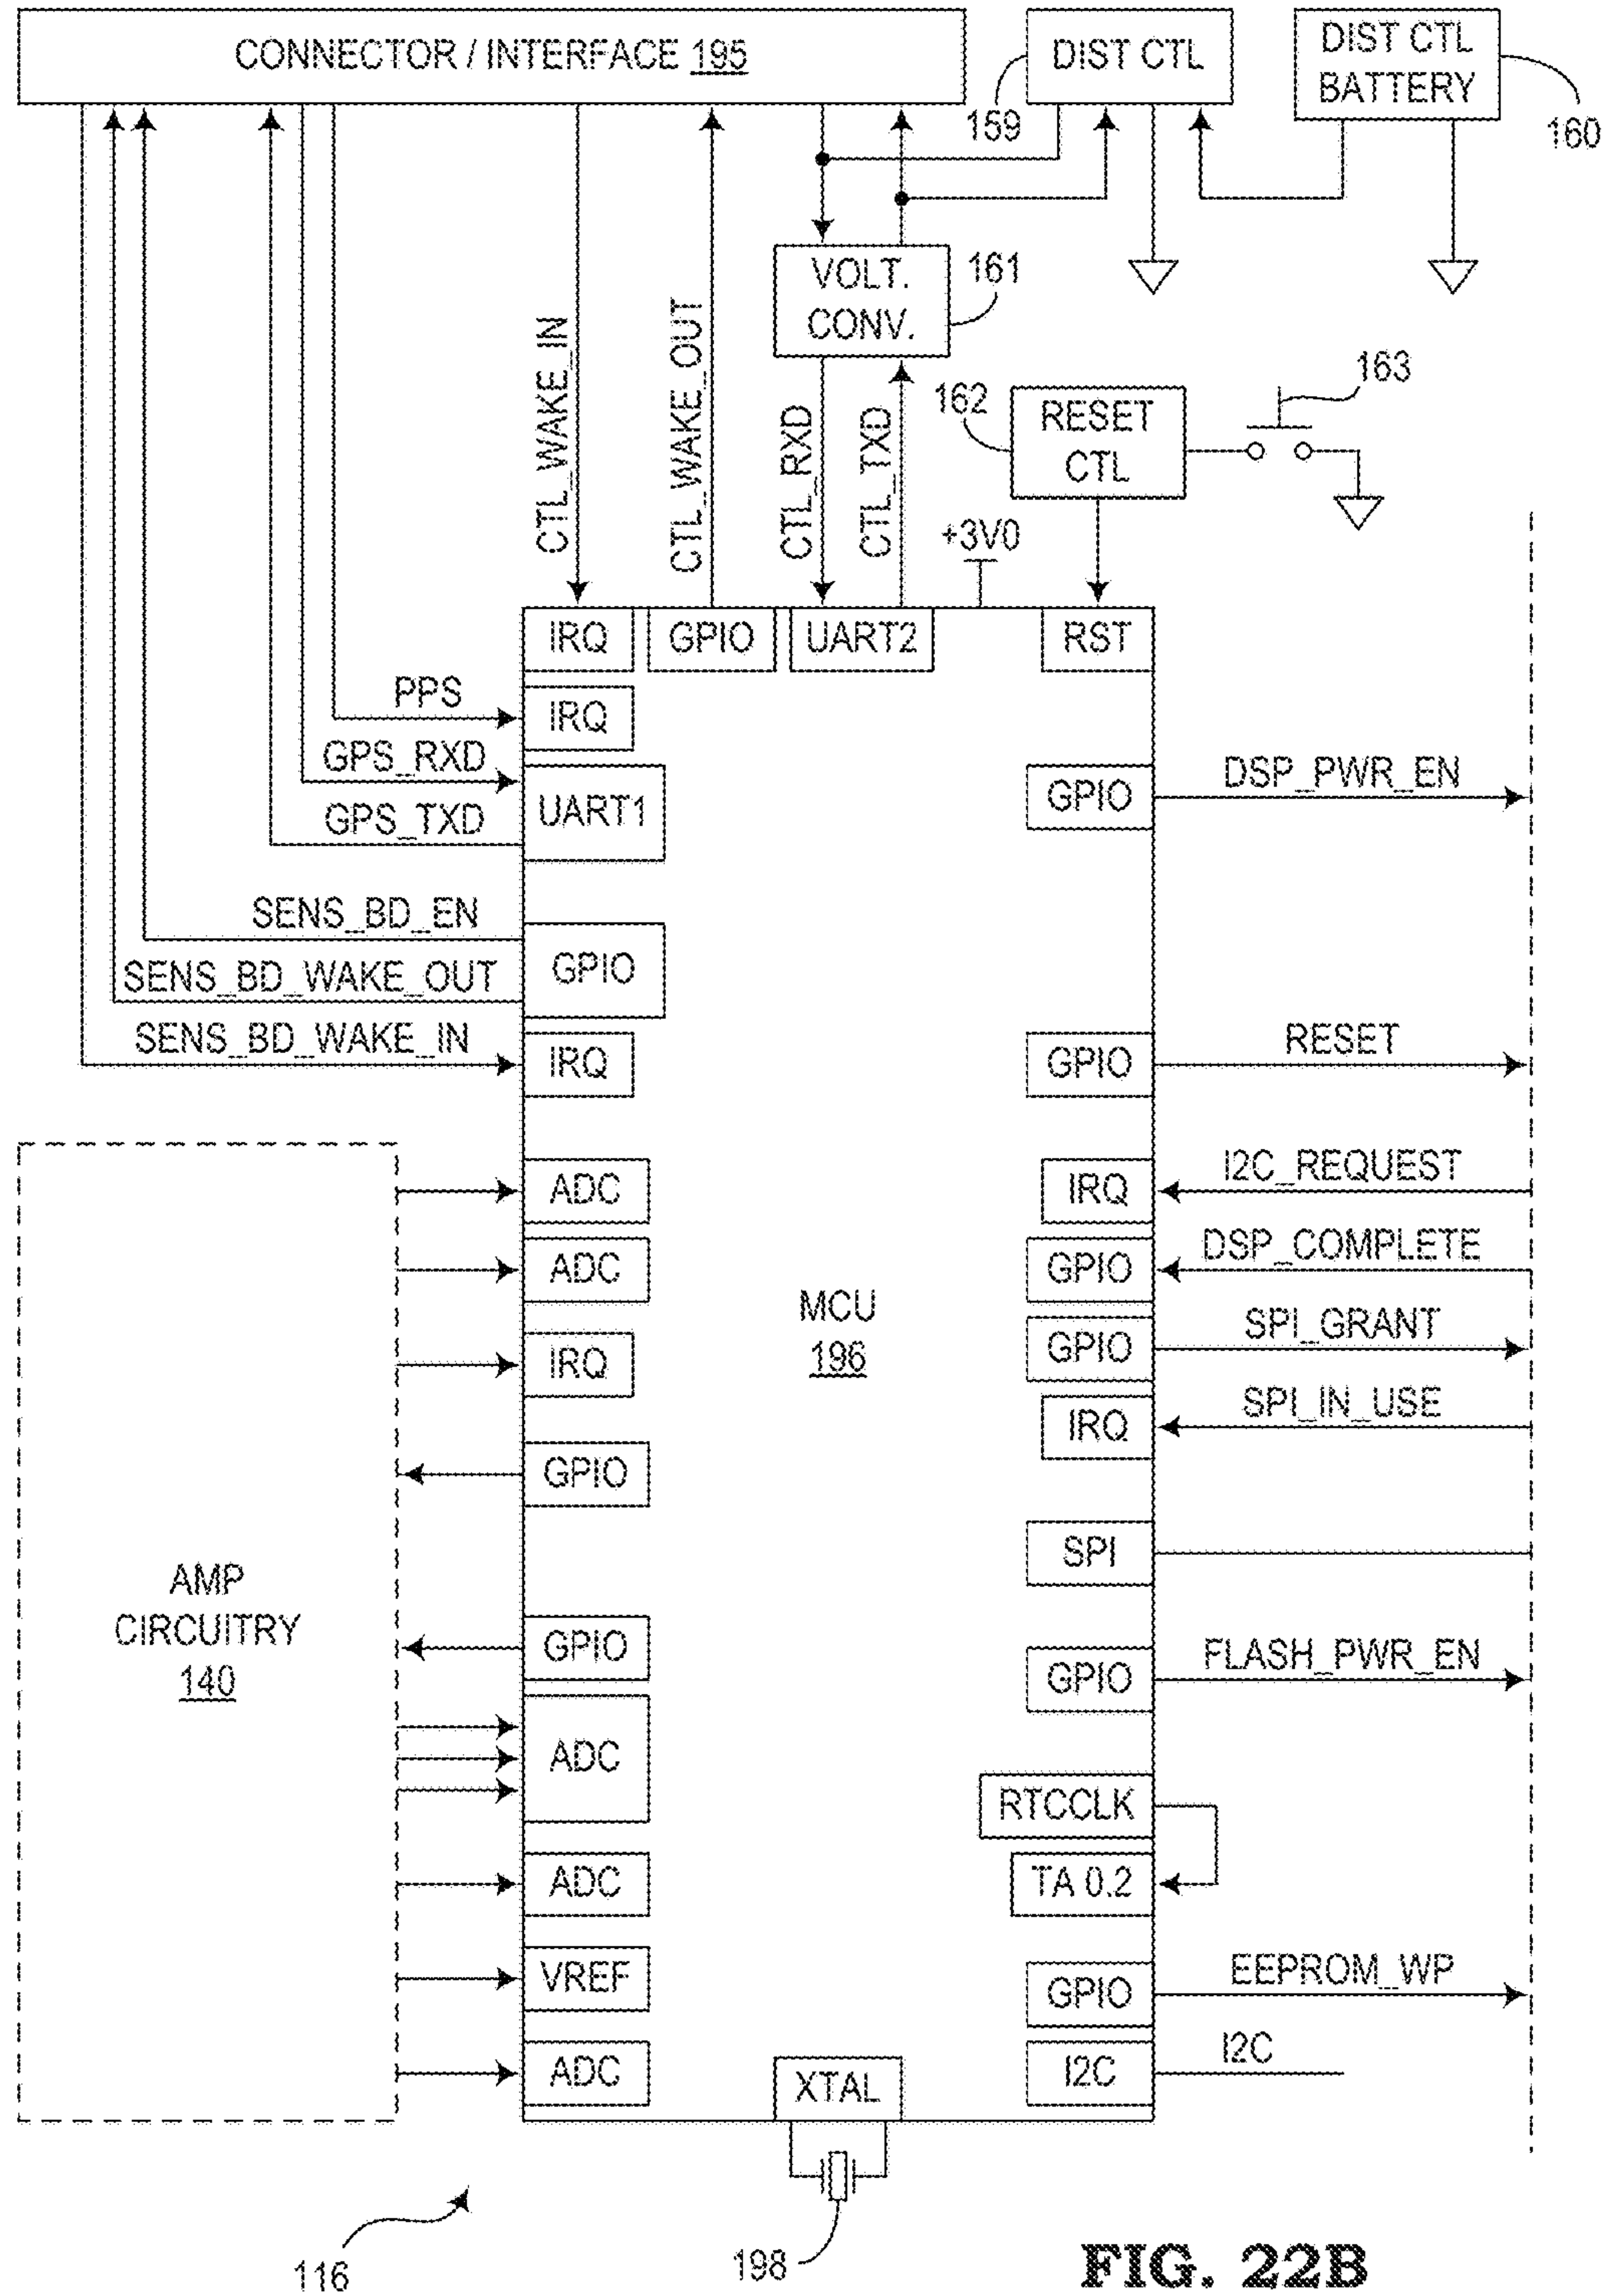 CONNECTOR / INTERFACE 195
DIST CTL
159
DIST CTL
BATTERY
160
VOLT.
CONV.
161
CTL_WAKE_IN
CTL_WAKE_OUT
CTL_RXD
CTL_TXD
162
RESET
CTL
163
+3V0
IRQ
GPIO
UART2
RST
PPS
IRQ
GPS_RXD
GPS_TXD
UART1
GPIO
DSP_PWR_EN
SENS_BD_EN
SENS_BD_WAKE_OUT
GPIO
SENS_BD_WAKE_IN
IRQ
GPIO
RESET
ADC
IRQ
I2C_REQUEST
ADC
GPIO
DSP_COMPLETE
MCU
196
GPIO
SPI_GRANT
IRQ
IRQ
SPI_IN_USE
GPIO
SPI
AMP
CIRCUITRY
140
GPIO
GPIO
FLASH_PWR_EN
ADC
RTCCLK
ADC
TA 0.2
VREF
GPIO
EEPROM_WP
ADC
XTAL
I2C
I2C
116
198
FIG. 22B